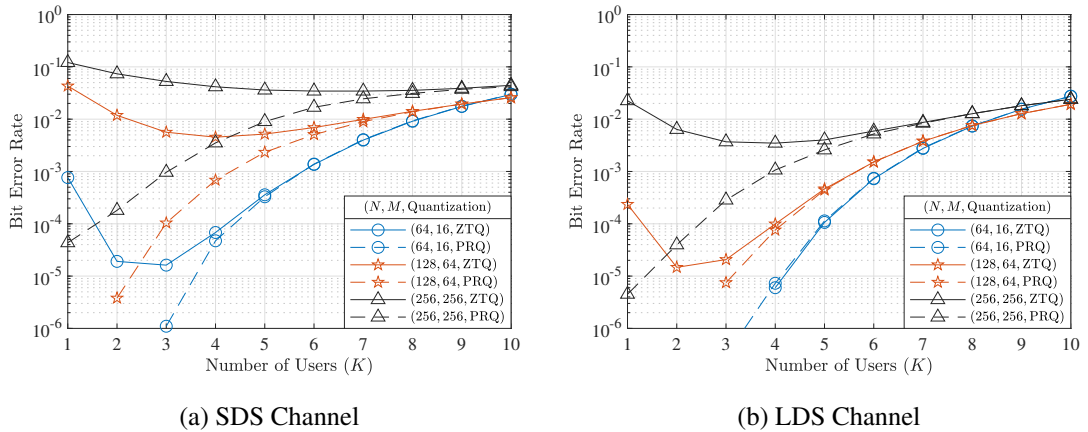 10^0
10^-1
10^-2
10^-3
10^-4
10^-5
10^-6
Bit Error Rate
1 2 3 4 5 6 7 8 9 10
Number of Users (K)
(N, M, Quantization)
(64, 16, ZTQ)
(64, 16, PRQ)
(128, 64, ZTQ)
(128, 64, PRQ)
(256, 256, ZTQ)
(256, 256, PRQ)
(a) SDS Channel
10^0
10^-1
10^-2
10^-3
10^-4
10^-5
10^-6
Bit Error Rate
1 2 3 4 5 6 7 8 9 10
Number of Users (K)
(N, M, Quantization)
(64, 16, ZTQ)
(64, 16, PRQ)
(128, 64, ZTQ)
(128, 64, PRQ)
(256, 256, ZTQ)
(256, 256, PRQ)
(b) LDS Channel